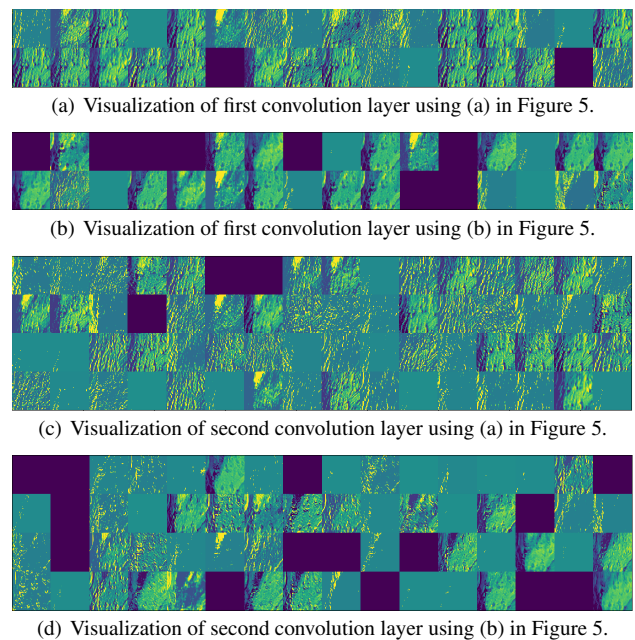 (a) Visualization of first convolution layer using (a) in Figure 5.
(b) Visualization of first convolution layer using (b) in Figure 5.
(c) Visualization of second convolution layer using (a) in Figure 5.
(d) Visualization of second convolution layer using (b) in Figure 5.